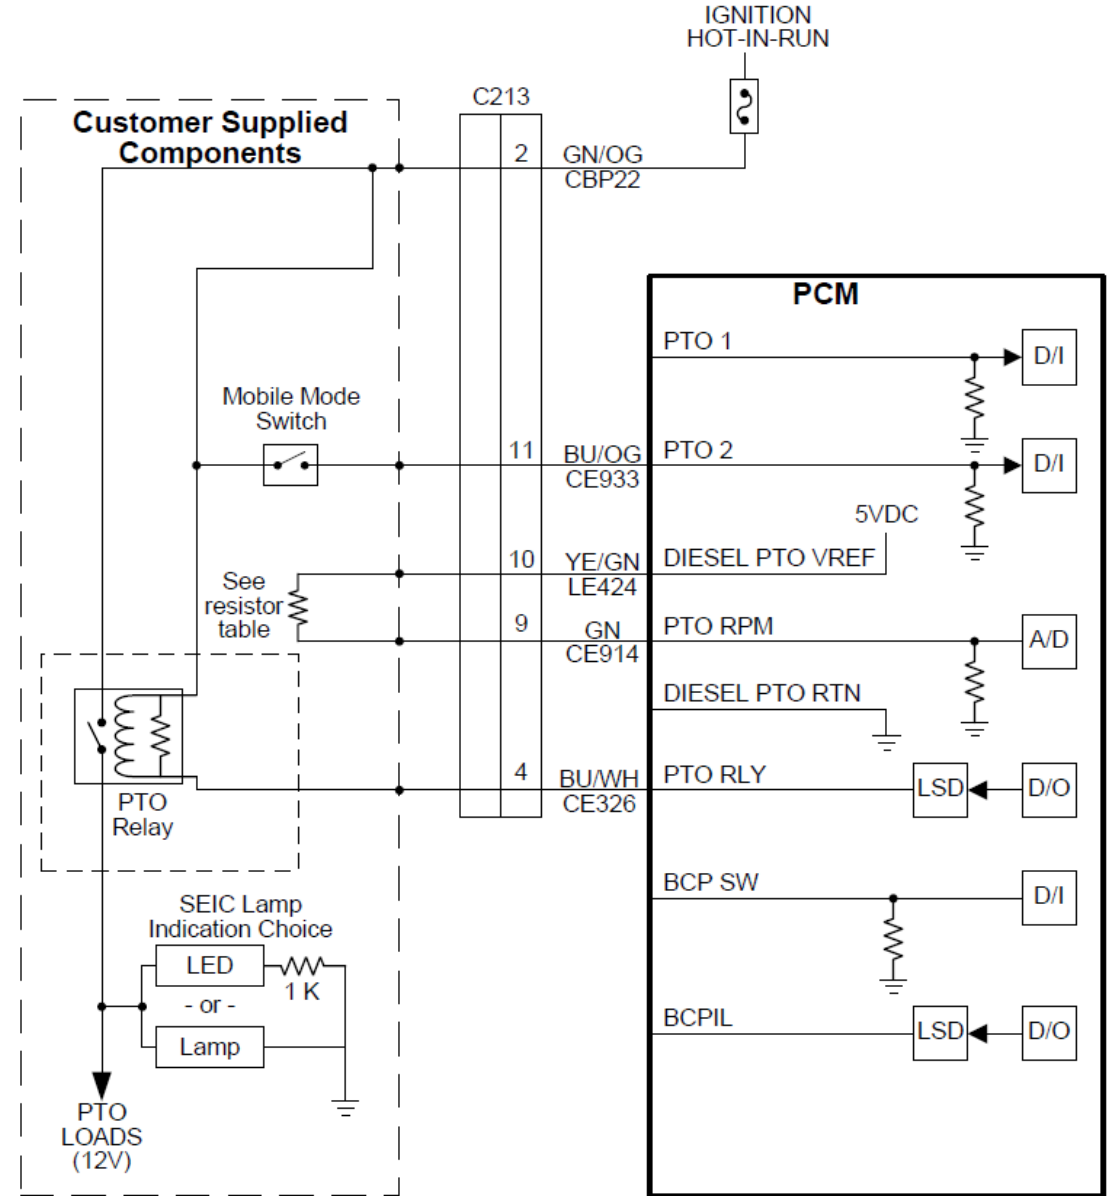 IGNITION
HOT-IN-RUN
C213
Customer Supplied
Components
2
GN/OG
CBP22
PCM
PTO 1
D/I
Mobile Mode
Switch
11
BU/OG
CE933
PTO 2
D/I
5VDC
10
YE/GN
LE424
DIESEL PTO VREF
See
resistor
table
9
GN
CE914
PTO RPM
A/D
DIESEL PTO RTN
4
BU/WH
CE326
PTO RLY
LSD
D/O
PTO
Relay
BCP SW
D/I
SEIC Lamp
Indication Choice
LED
1 K
- or -
Lamp
BCPIL
LSD
D/O
PTO
LOADS
(12V)